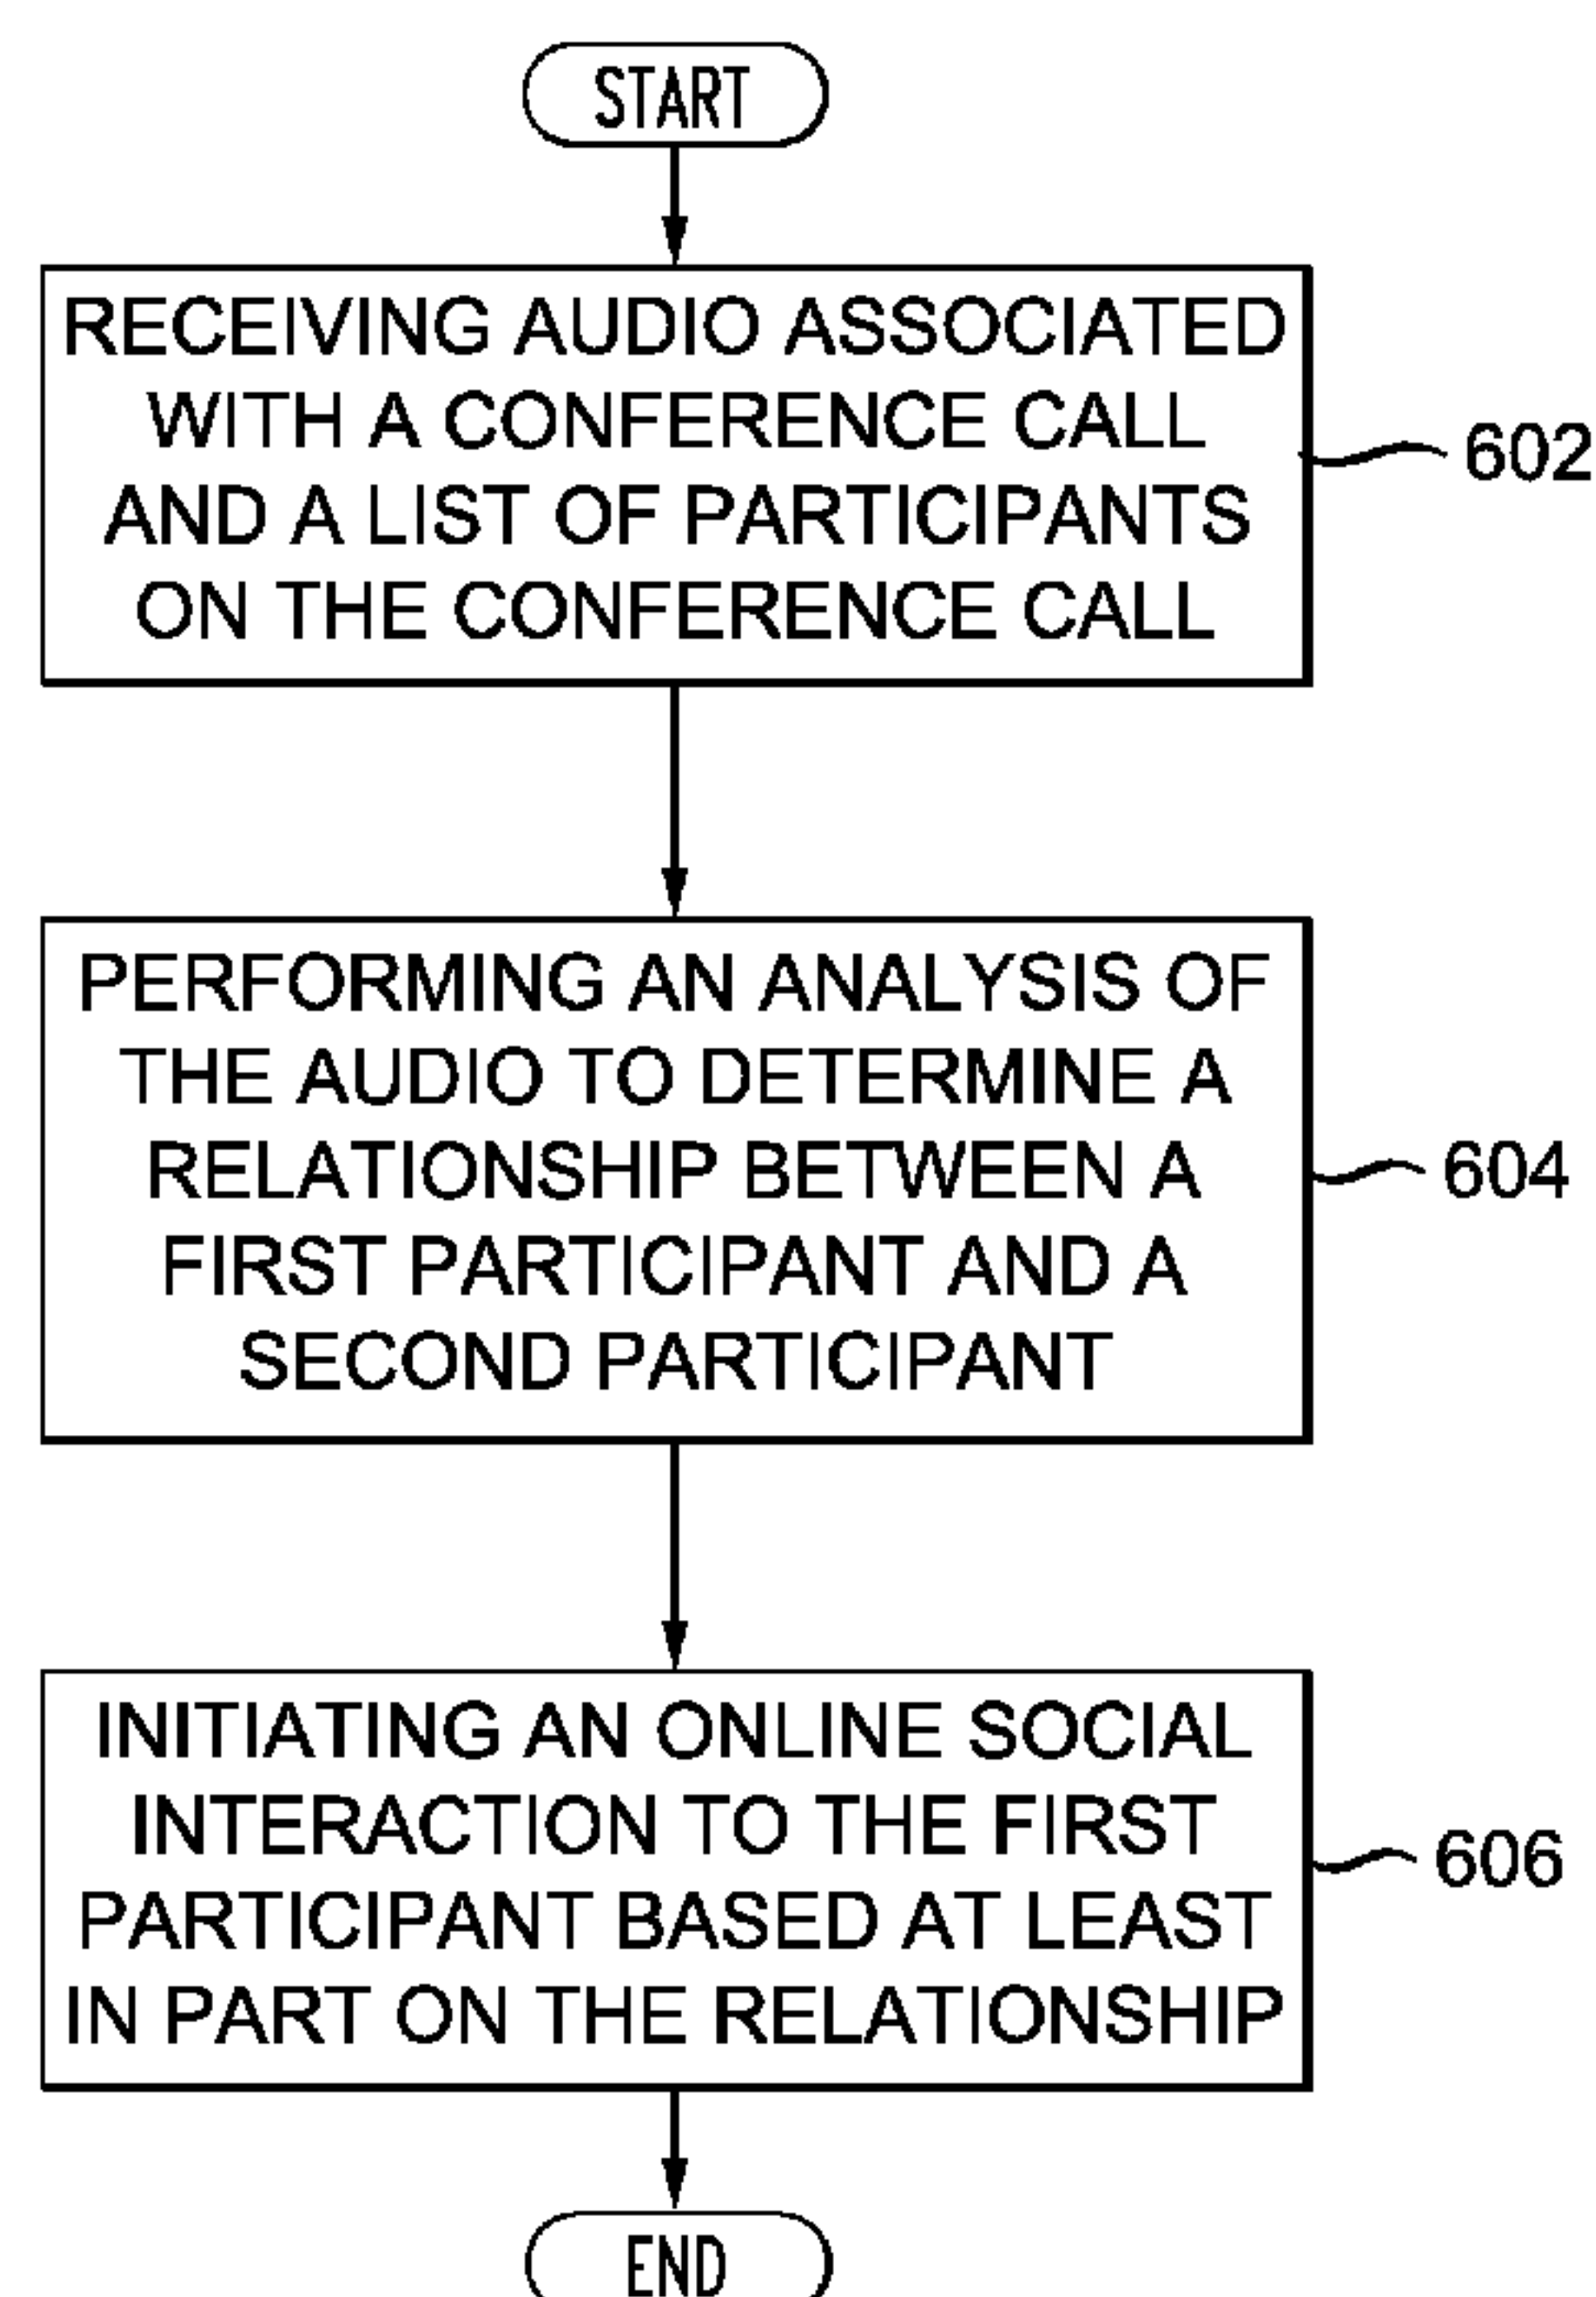 START
RECEIVING AUDIO ASSOCIATED
WITH A CONFERENCE CALL
AND A LIST OF PARTICIPANTS
ON THE CONFERENCE CALL
602
PERFORMING AN ANALYSIS OF
THE AUDIO TO DETERMINE A
RELATIONSHIP BETWEEN A
FIRST PARTICIPANT AND A
SECOND PARTICIPANT
604
INITIATING AN ONLINE SOCIAL
INTERACTION TO THE FIRST
PARTICIPANT BASED AT LEAST
IN PART ON THE RELATIONSHIP
606
END